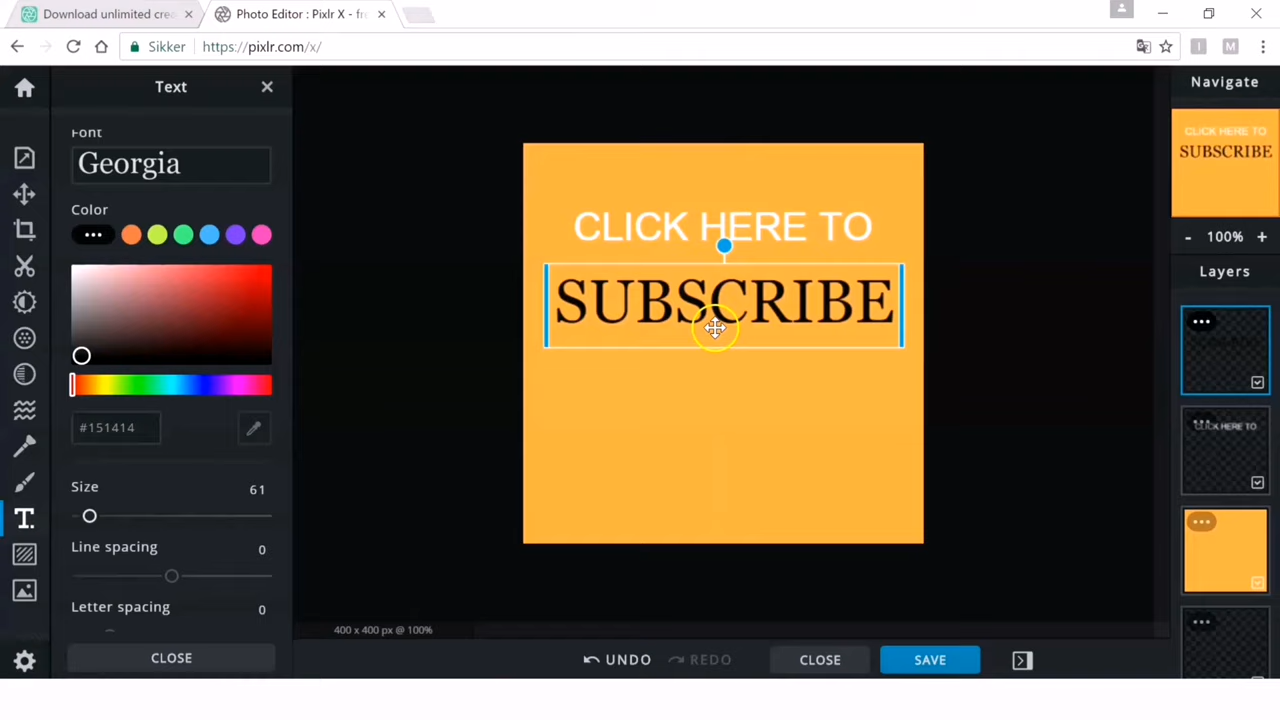 Download unlimited crea
Photo Editor : Pixlr X - fr
Sikker
https://pixlr.com/x/
I
M
Text
Font
Georgia
Color
#151414
Size
61
Line spacing
0
Letter spacing
0
CLOSE
CLICK HERE TO
SUBSCRIBE
400 x 400 px @ 100%
UNDO
REDO
CLOSE
SAVE
Navigate
CLICK HERE TO
SUBSCRIBE
- 100% +
Layers
CLICK HERE TO